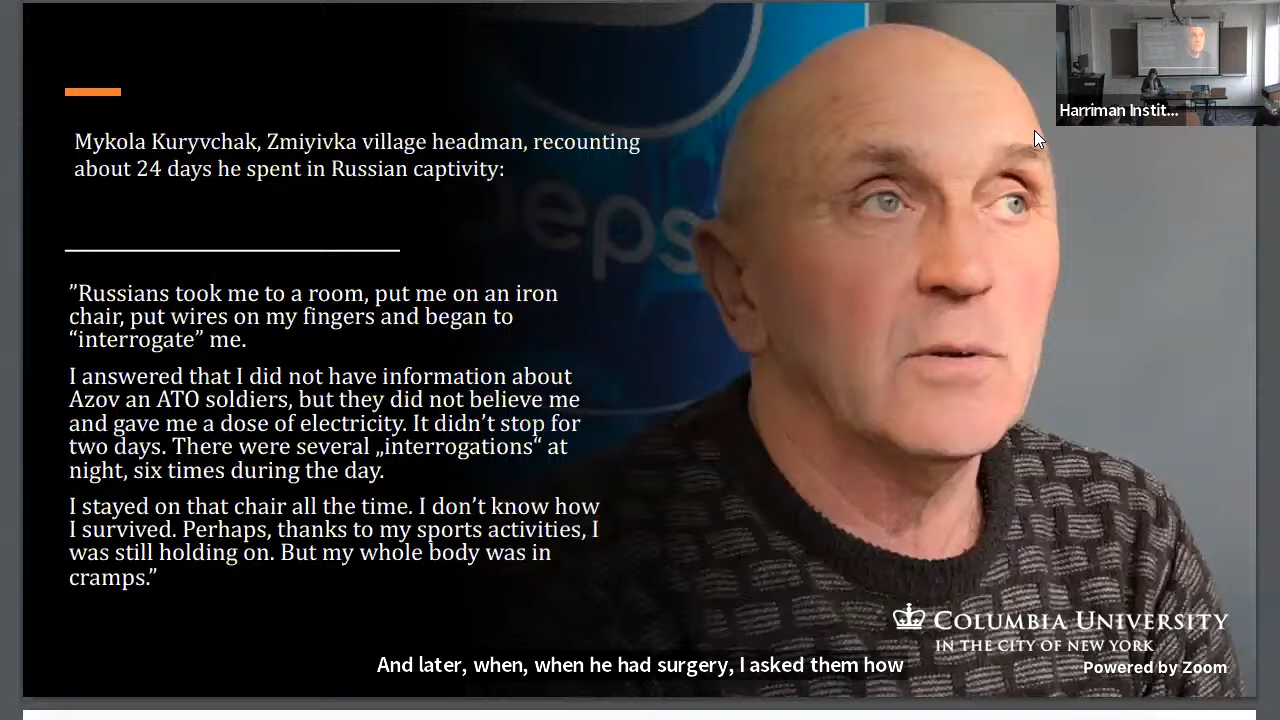 Harriman Instit...
Mykola Kuryvchak, Zmiyivka village headman, recounting
about 24 days he spent in Russian captivity:
”Russians took me to a room, put me on an iron
chair, put wires on my fingers and began to
“interrogate” me.
I answered that I did not have information about
Azov an ATO soldiers, but they did not believe me
and gave me a dose of electricity. It didn’t stop for
two days. There were several „interrogations“ at
night, six times during the day.
I stayed on that chair all the time. I don’t know how
I survived. Perhaps, thanks to my sports activities, I
was still holding on. But my whole body was in
cramps.”
COLUMBIA UNIVERSITY
IN THE CITY OF NEW YORK
And later, when, when he had surgery, I asked them how
Powered by Zoom